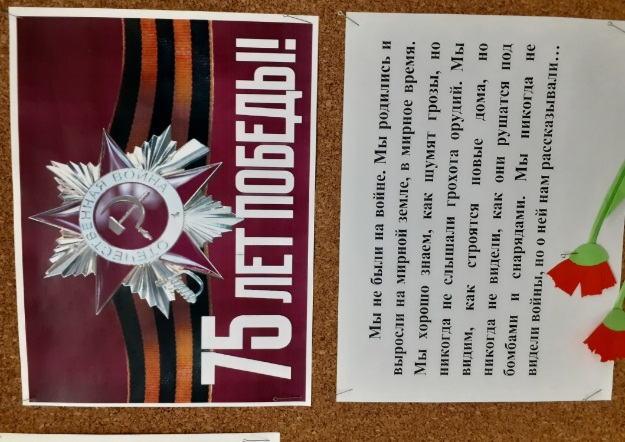 ОТЕЧЕСТВЕННАЯ ВОЙНА
75 ЛЕТ ПОБЕДЫ!
Мы не были на войне. Мы родились и
выросли на мирной земле, в мирное время.
Мы хорошо знаем, как шумят грозы, но
никогда не слышали грохота орудий. Мы
видим, как строятся новые дома, но
никогда не видели, как они рушатся под
бомбами и снарядами. Мы никогда не
видели войны, но о ней нам рассказывали…